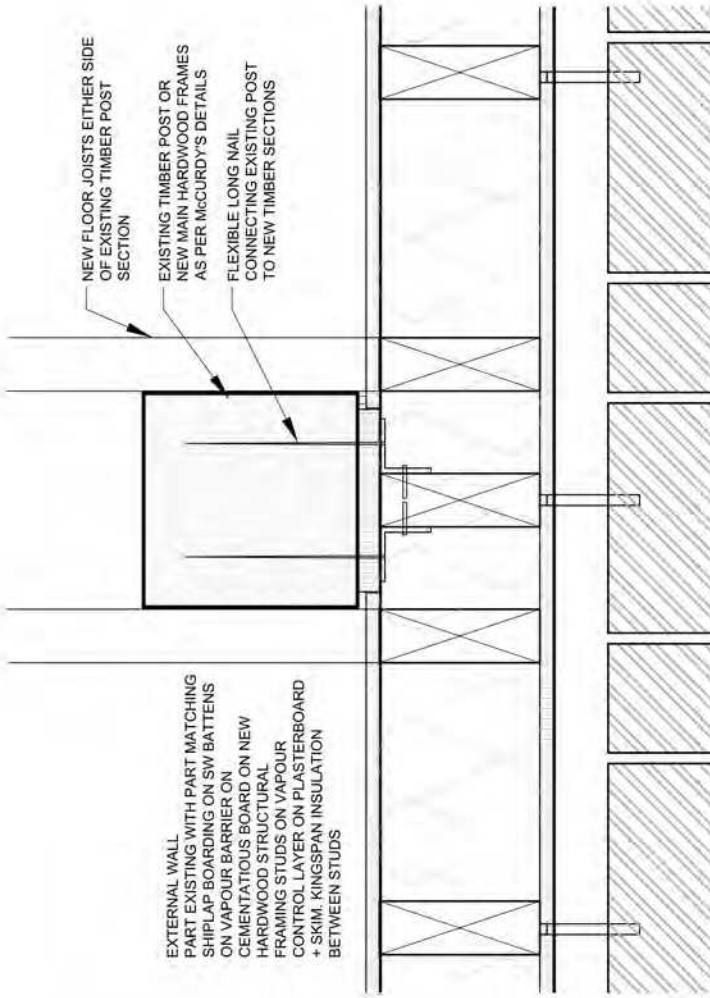 NEW FLOOR JOISTS EITHER SIDE
OF EXISTING TIMBER POST
SECTION
EXISTING TIMBER POST OR
NEW MAIN HARDWOOD FRAMES
AS PER McCURDY'S DETAILS
FLEXIBLE LONG NAIL
CONNECTING EXISTING POST
TO NEW TIMBER SECTIONS
EXTERNAL WALL
PART EXISTING WITH PART MATCHING
SHIPLAP BOARDING ON SW BATTENS
ON VAPOUR BARRIER ON
CEMENTATIOUS BOARD ON NEW
HARDWOOD STRUCTURAL
FRAMING STUDS ON VAPOUR
CONTROL LAYER ON PLASTERBOARD
+ SKIM. KINGSPAN INSULATION
BETWEEN STUDS